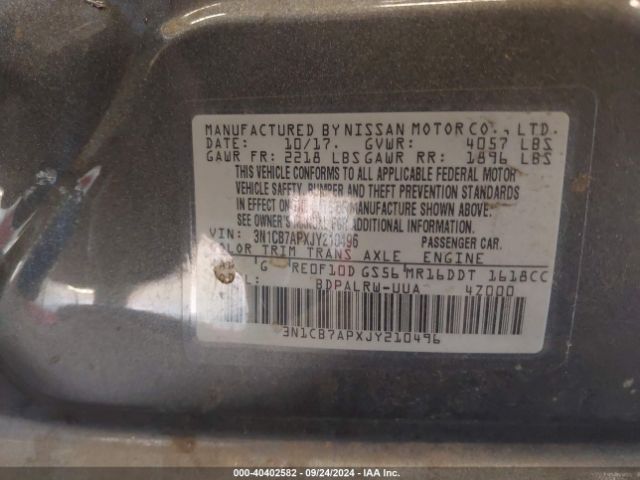 MANUFACTURED BY NISSAN MOTOR CO., LTD.
DATE: 10/17. GVWR: 4057 LBS
GAWR FR: 2218 LBS GAWR RR: 1896 LBS
THIS VEHICLE CONFORMS TO ALL APPLICABLE FEDERAL MOTOR
VEHICLE SAFETY, BUMPER AND THEFT PREVENTION STANDARDS
IN EFFECT ON THE DATE OF MANUFACTURE SHOWN ABOVE.
SEE OWNER'S MANUAL FOR ADDITIONAL INFORMATION.
VIN: 3N1CB7APXJY210496 PASSENGER CAR.
COLOR TRIM TRANS AXLE ENGINE
G RE0F10D GS56 MR16DDT 1618CC
BDPALRW-UUA 47000
3N1CB7APXJY210496
000-40402582 - 09/24/2024 - IAA Inc.